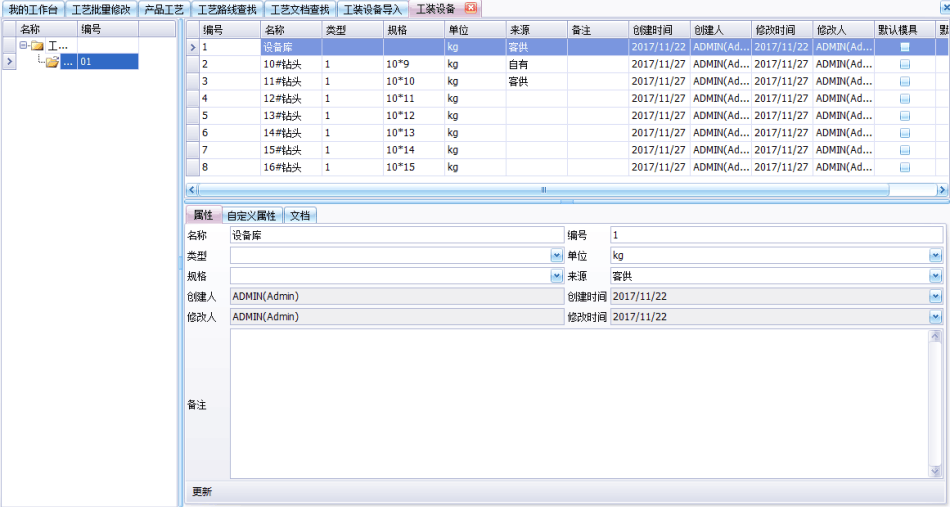 我的工作台 工艺批量修改 产品工艺 工艺路线查找 工艺文档查找 工装设备导入 工装设备
名称 编号
工...
... 01
编号 名称 类型 规格 单位 来源 备注 创建时间 创建人 修改时间 修改人 默认模具 默
1 设备库 kg 客供 2017/11/22 ADMIN(Ad... 2017/11/22 ADMIN(Ad...
2 10#钻头 1 10*9 kg 自有 2017/11/27 ADMIN(Ad... 2017/11/27 ADMIN(Ad...
3 11#钻头 1 10*10 kg 客供 2017/11/27 ADMIN(Ad... 2017/11/27 ADMIN(Ad...
4 12#钻头 1 10*11 kg 2017/11/27 ADMIN(Ad... 2017/11/27 ADMIN(Ad...
5 13#钻头 1 10*12 kg 2017/11/27 ADMIN(Ad... 2017/11/27 ADMIN(Ad...
6 14#钻头 1 10*13 kg 2017/11/27 ADMIN(Ad... 2017/11/27 ADMIN(Ad...
7 15#钻头 1 10*14 kg 2017/11/27 ADMIN(Ad... 2017/11/27 ADMIN(Ad...
8 16#钻头 1 10*15 kg 2017/11/27 ADMIN(Ad... 2017/11/27 ADMIN(Ad...
属性 自定义属性 文档
名称 设备库 编号 1
类型 单位 kg
规格 来源 客供
创建人 ADMIN(Admin) 创建时间 2017/11/22
修改人 ADMIN(Admin) 修改时间 2017/11/22
备注
更新